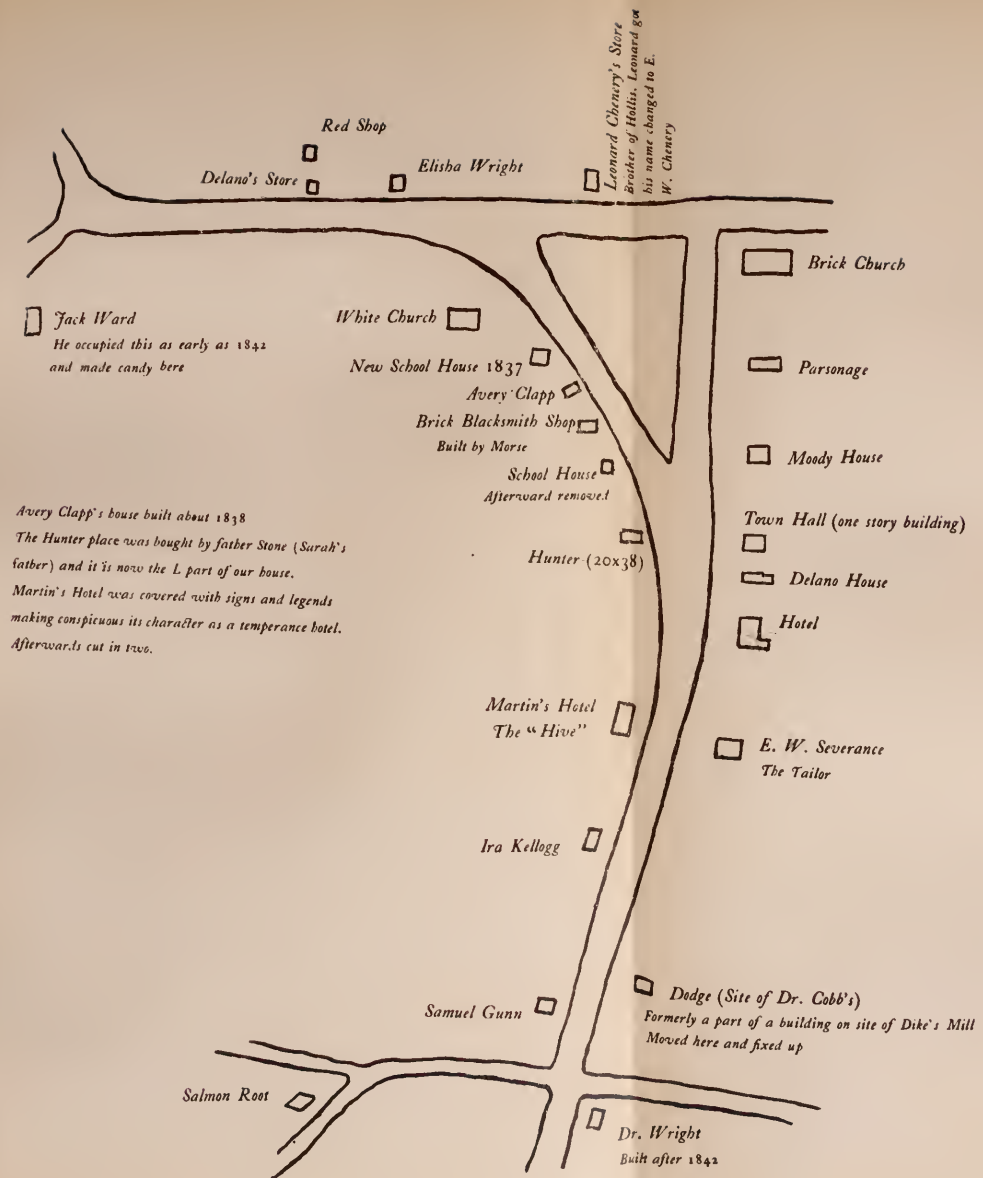 Leonard Chenery's Store
Brother of Hollis. Leonard got
his name changed to E.
W. Chenery
Red Shop
Delano's Store
Elisha Wright
Brick Church
Jack Ward
He occupied this as early as 1842
and made candy here
White Church
New School House 1837
Parsonage
Avery Clapp
Brick Blacksmith Shop
Built by Morse
Moody House
School House
Afterward removed
Avery Clapp's house built about 1838
The Hunter place was bought by father Stone (Sarah's
father) and it is now the L part of our house.
Martin's Hotel was covered with signs and legends
making conspicuous its character as a temperance hotel.
Afterwards cut in two.
Town Hall (one story building)
Hunter (20x38)
Delano House
Hotel
Martin's Hotel
The "Hive"
E. W. Severance
The Tailor
Ira Kellogg
Dodge (Site of Dr. Cobb's)
Formerly a part of a building on site of Dike's Mill
Moved here and fixed up
Samuel Gunn
Salmon Root
Dr. Wright
Built after 1842